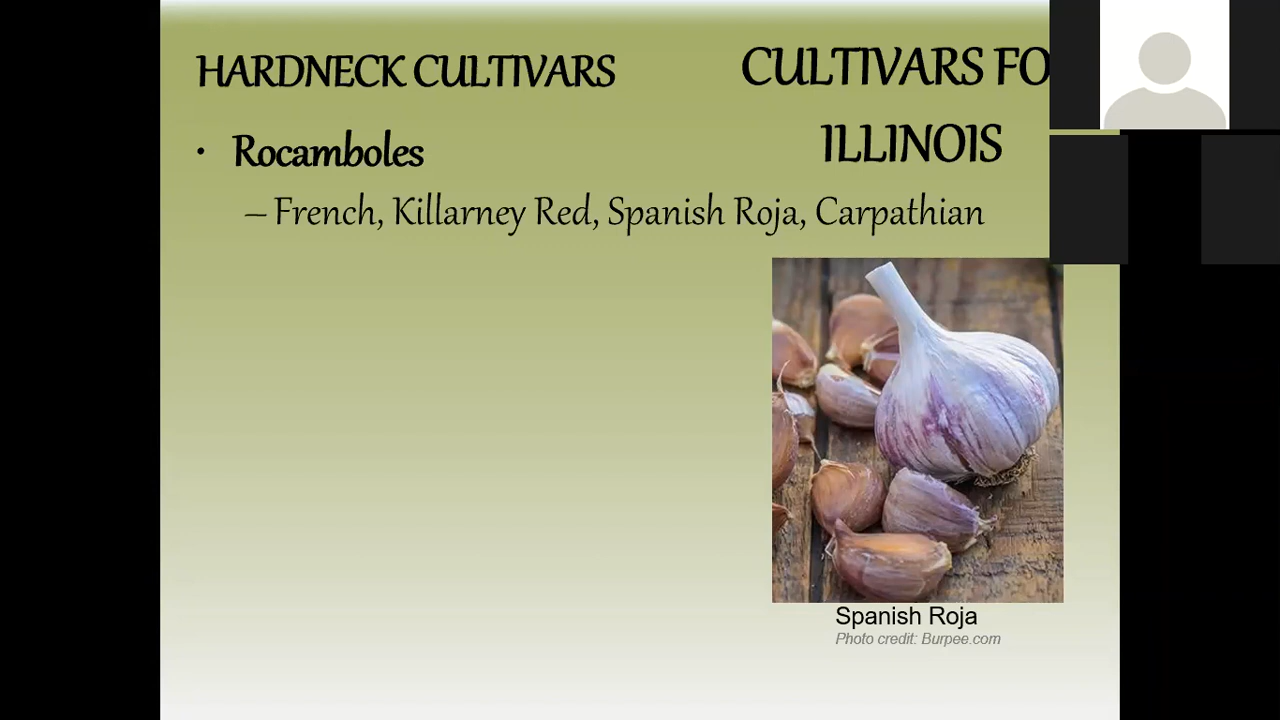 HARDNECK CULTIVARS
CULTIVARS FO
ILLINOIS
• Rocamboles
– French, Killarney Red, Spanish Roja, Carpathian
Spanish Roja
Photo credit: Burpee.com